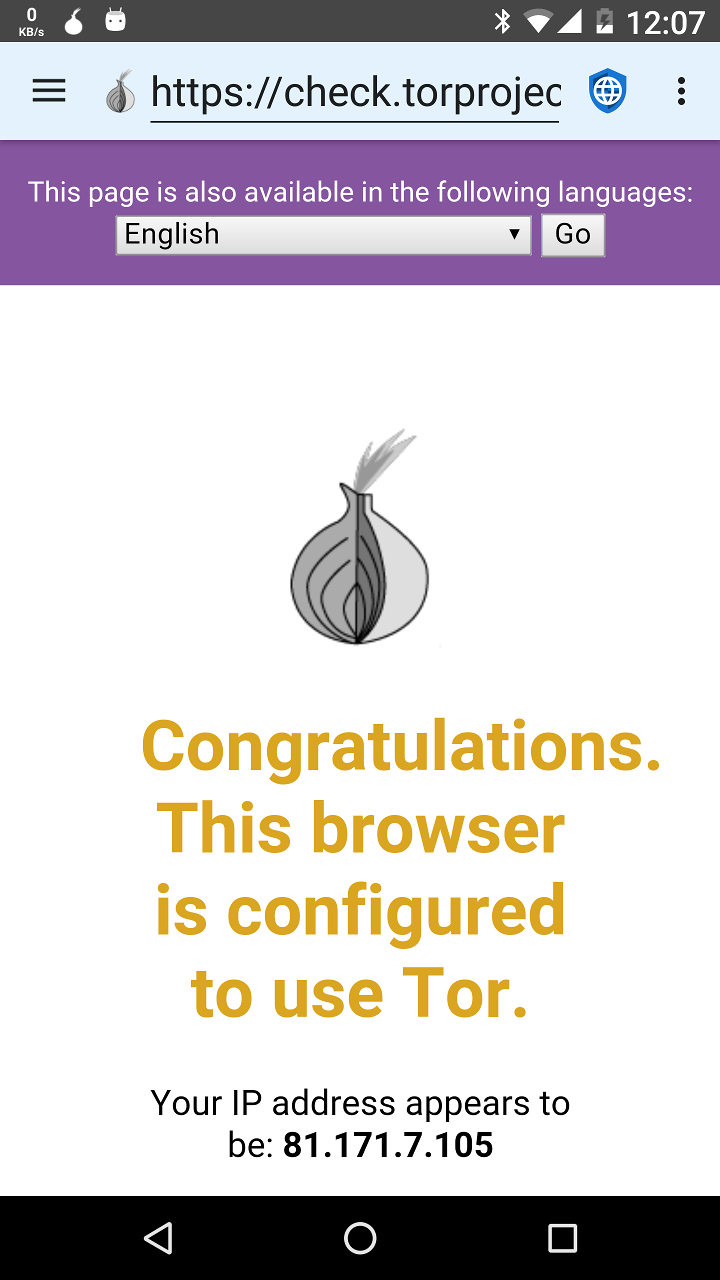 0
KB/s
12:07
https://check.torprojec
This page is also available in the following languages:
English
Go
Congratulations.
This browser
is configured
to use Tor.
Your IP address appears to
be: 81.171.7.105